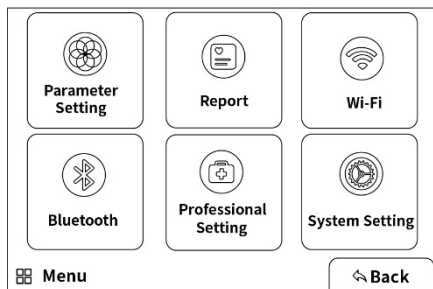 Parameter
Setting
Report
Wi-Fi
Bluetooth
Professional
Setting
System Setting
Menu
Back